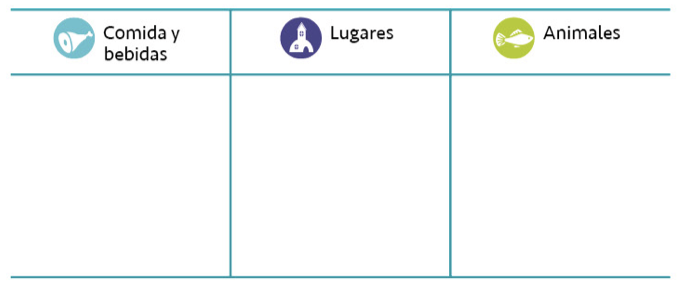 Comida y
bebidas
Lugares
Animales